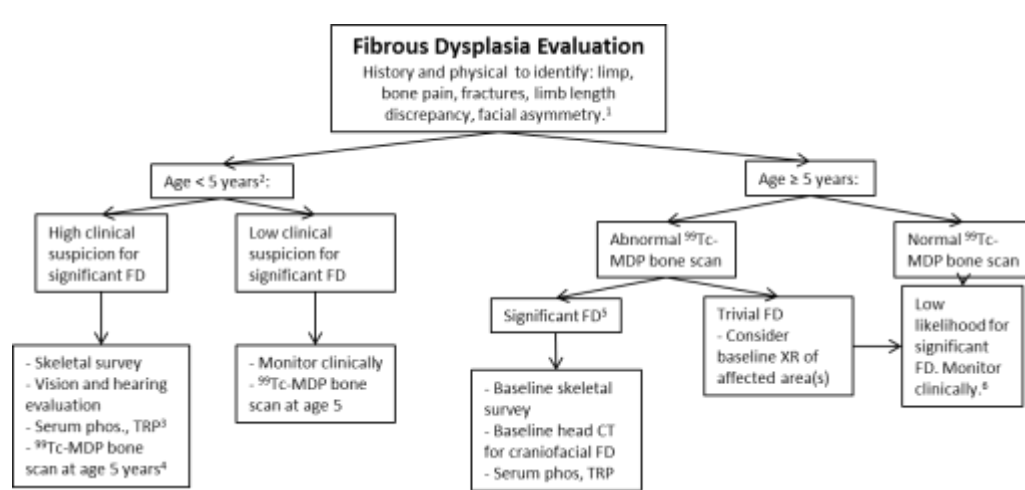 Fibrous Dysplasia Evaluation
History and physical to identify: limp,
bone pain, fractures, limb length
discrepancy, facial asymmetry.¹
Age < 5 years²:
Age ≥ 5 years:
High clinical
suspicion for
significant FD
Low clinical
suspicion for
significant FD
Abnormal ⁹⁹Tc-
MDP bone scan
Normal ⁹⁹Tc-
MDP bone scan
Significant FD⁵
Trivial FD
- Consider
baseline XR of
affected area(s)
Low
likelihood for
significant
FD. Monitor
clinically.⁶
- Skeletal survey
- Vision and hearing
evaluation
- Serum phos., TRP³
- ⁹⁹Tc-MDP bone
scan at age 5 years⁴
- Monitor clinically
- ⁹⁹Tc-MDP bone
scan at age 5
- Baseline skeletal
survey
- Baseline head CT
for craniofacial FD
- Serum phos, TRP